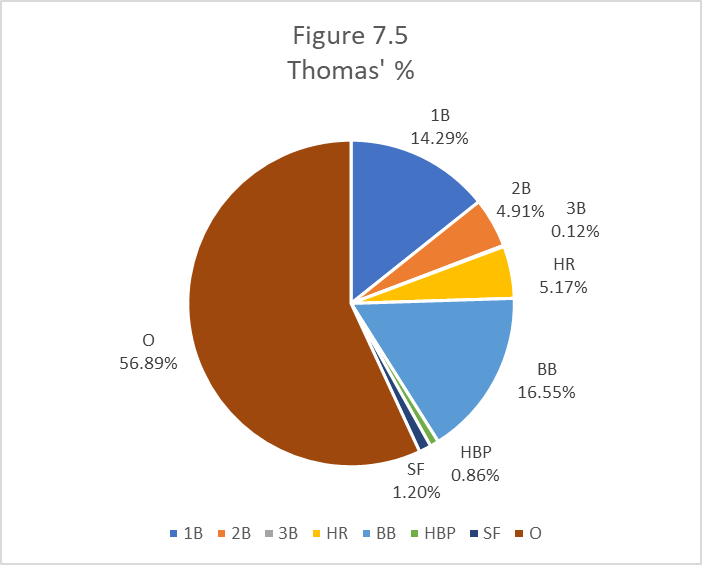 Figure 7.5
Thomas' %
1B
14.29%
2B
4.91%
3B
0.12%
HR
5.17%
BB
16.55%
HBP
0.86%
SF
1.20%
O
56.89%
1B 2B 3B HR BB HBP SF O